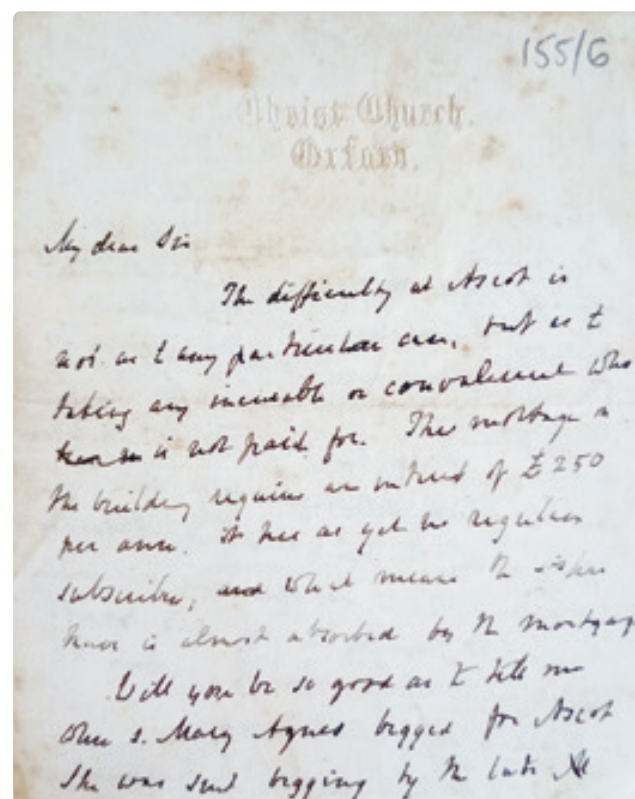 155/6
Christ Church.
Oxford.
My dear Sir
The difficulty at Ascot is
not as t any particular case, but as t
taking any incurable or convalescent who
is not paid for. The mortgage on
the building requires an interest of £250
per ann. It has as yet no regular
subscribers, and what means the sisters
have is almost absorbed by the mortgage
Will you be so good as t tell me
when S. Mary Agnes begged for Ascot
She was sent begging by the late